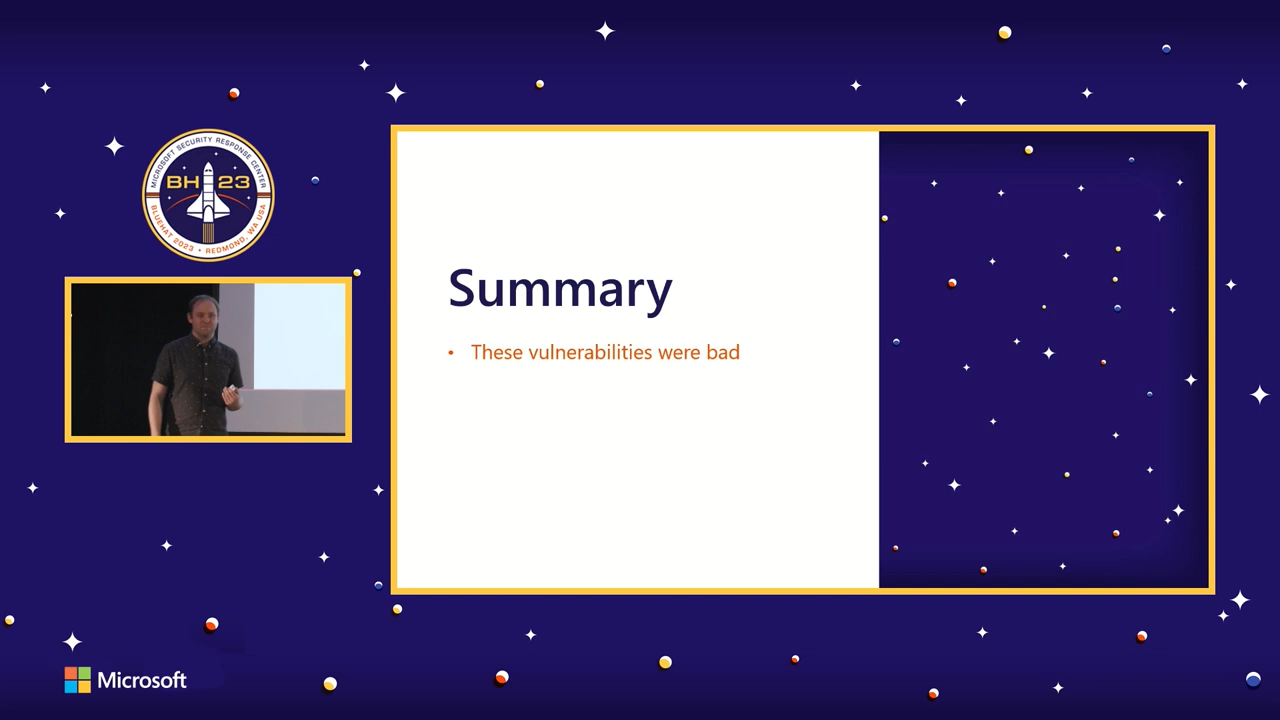 MICROSOFT SECURITY RESPONSE CENTER
BH 23
BLUEHAT 2023 • REDMOND, WA USA
Summary
• These vulnerabilities were bad
Microsoft